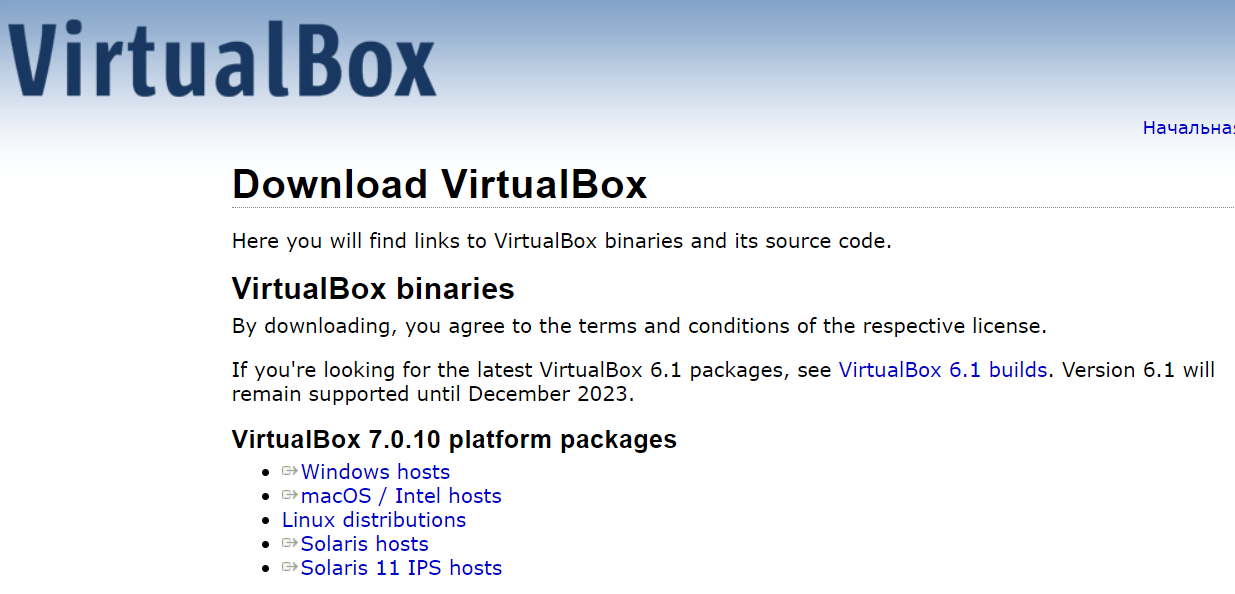 VirtualBox
Download VirtualBox
Here you will find links to VirtualBox binaries and its source code.
VirtualBox binaries
By downloading, you agree to the terms and conditions of the respective license.
If you're looking for the latest VirtualBox 6.1 packages, see VirtualBox 6.1 builds. Version 6.1 will
remain supported until December 2023.
VirtualBox 7.0.10 platform packages
Windows hosts
macOS / Intel hosts
Linux distributions
Solaris hosts
Solaris 11 IPS hosts